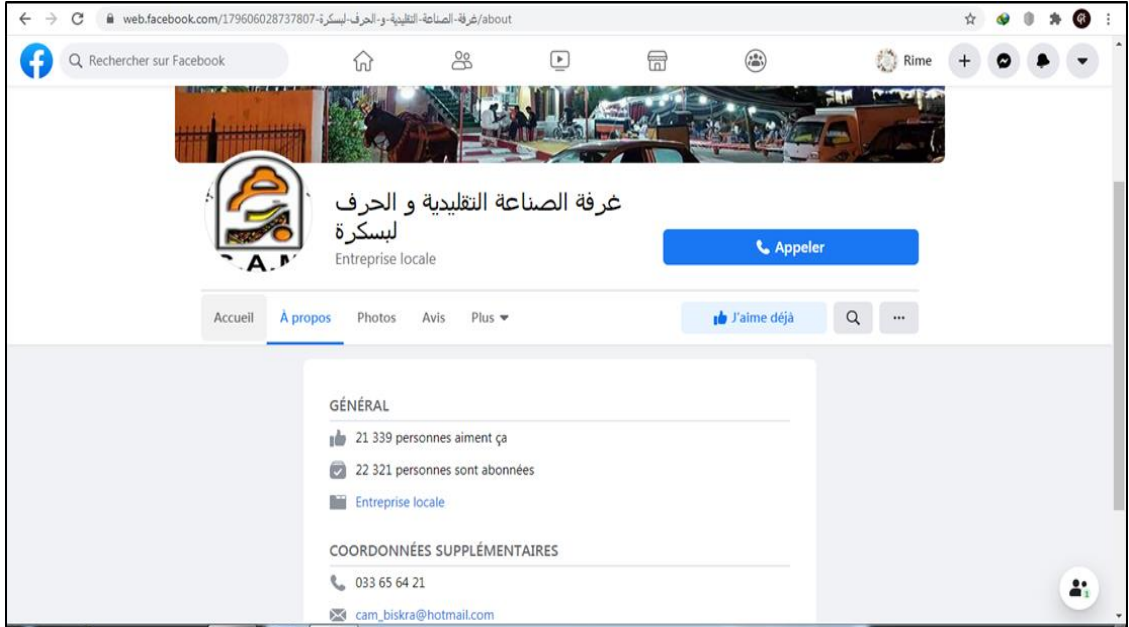 web.facebook.com/179606028737807-غرفة-الصناعة-التقليدية-و-الحرف-لبسكرة/about
Rechercher sur Facebook
Rime
غرفة الصناعة التقليدية و الحرف
لبسكرة
Entreprise locale
Appeler
Accueil À propos Photos Avis Plus
J'aime déjà
GÉNÉRAL
21 339 personnes aiment ça
22 321 personnes sont abonnées
Entreprise locale
COORDONNÉES SUPPLÉMENTAIRES
033 65 64 21
cam_biskra@hotmail.com
1